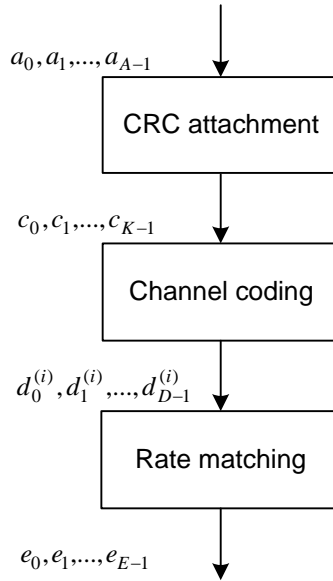 a_0, a_1,..., a_{A-1}
CRC attachment
c_0, c_1,..., c_{K-1}
Channel coding
d_0^{(i)}, d_1^{(i)},..., d_{D-1}^{(i)}
Rate matching
e_0, e_1,..., e_{E-1}